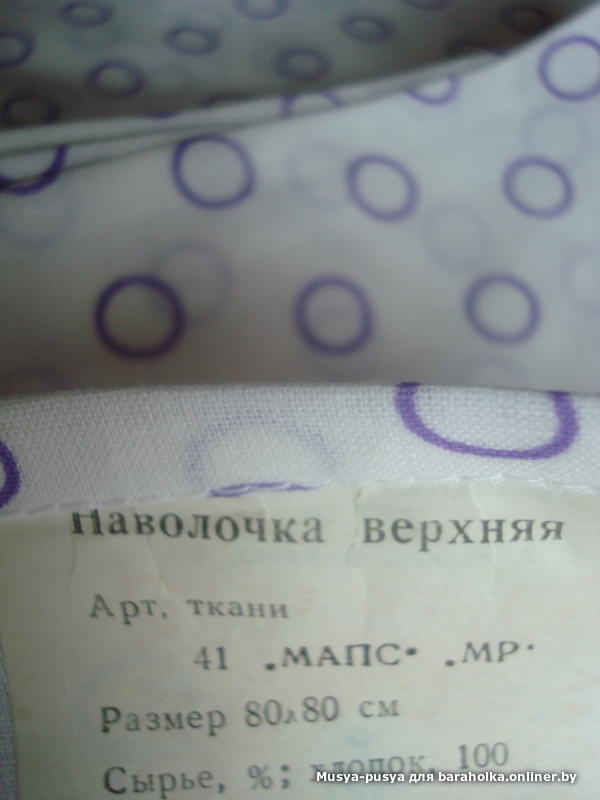 Наволочка верхняя
Арт. ткани
41 „МАПС" „МР"
Размер 80х80 см
Сырье, %; хлопок, 100
Musya-pusya для baraholka.onliner.by